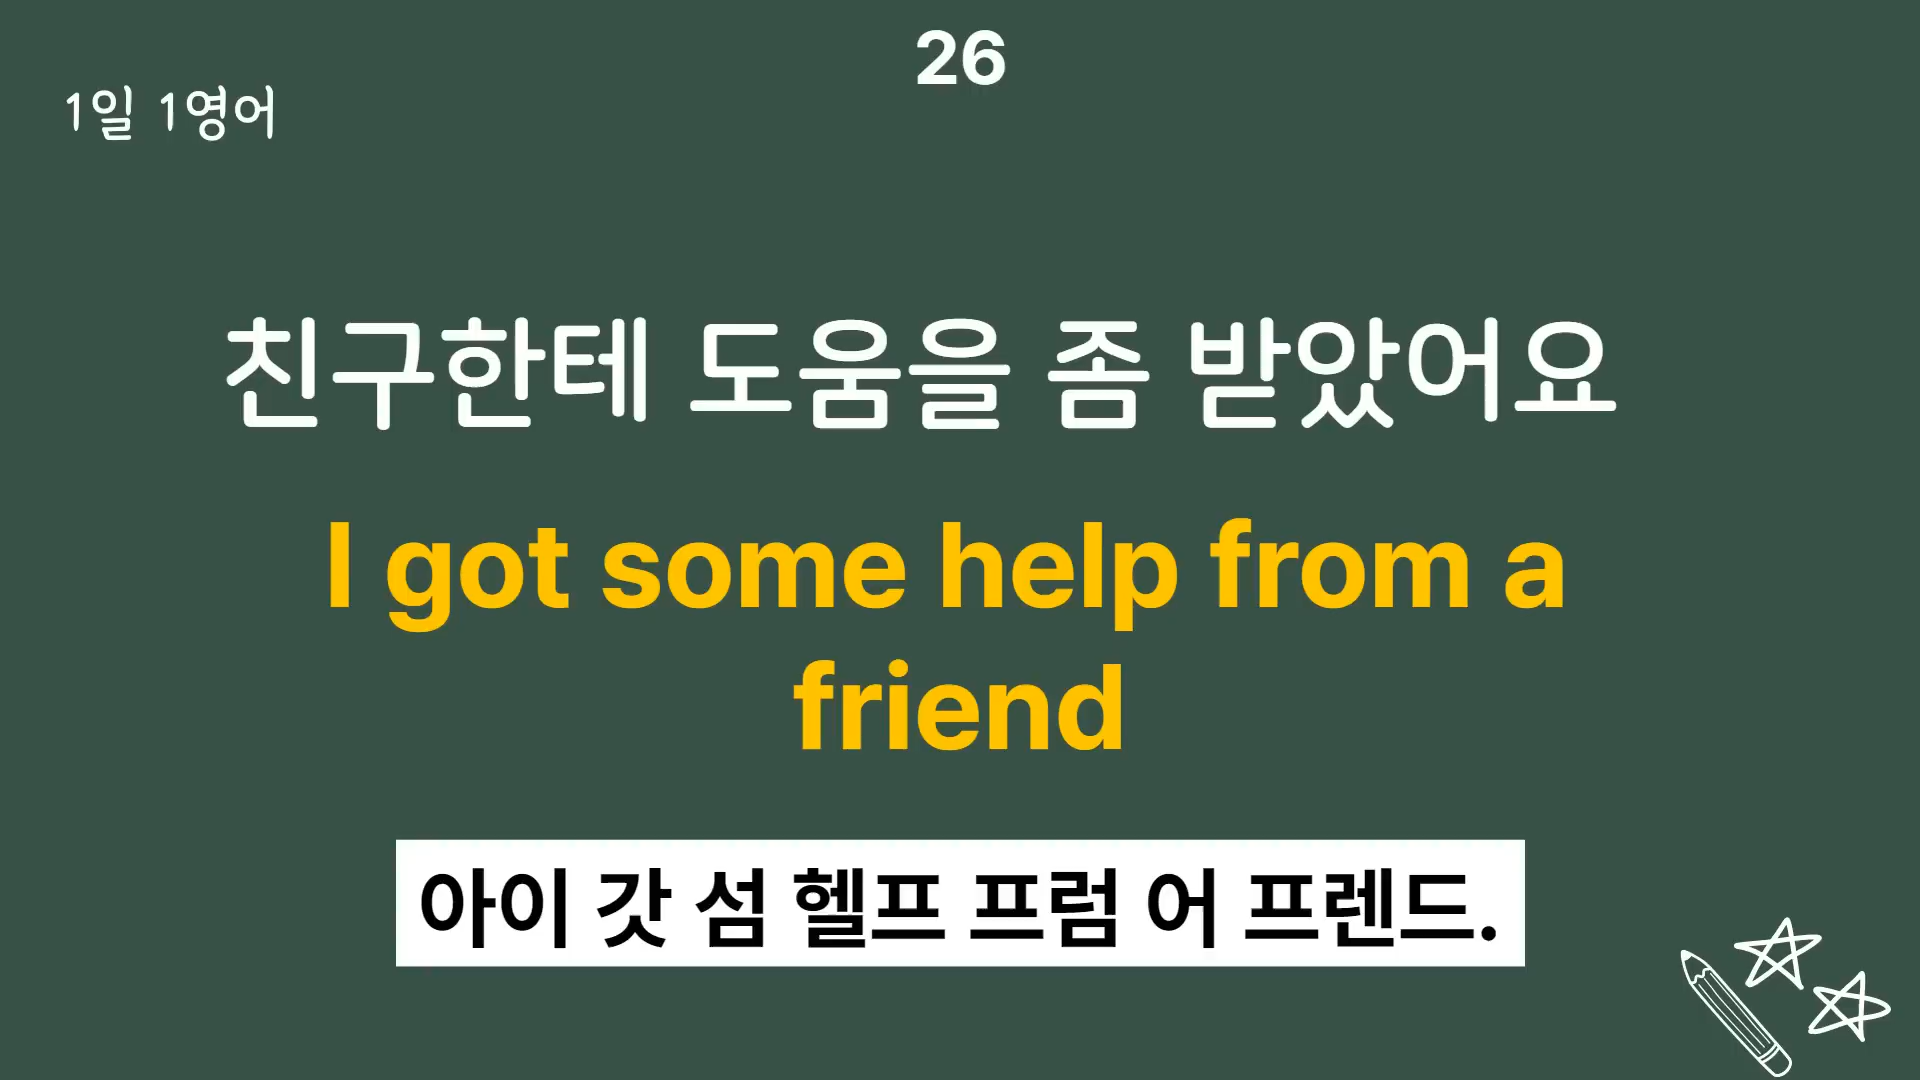 26
1일 1영어
친구한테 도움을 좀 받았어요
I got some help from a
friend
아이 갓 섬 헬프 프럼 어 프렌드.